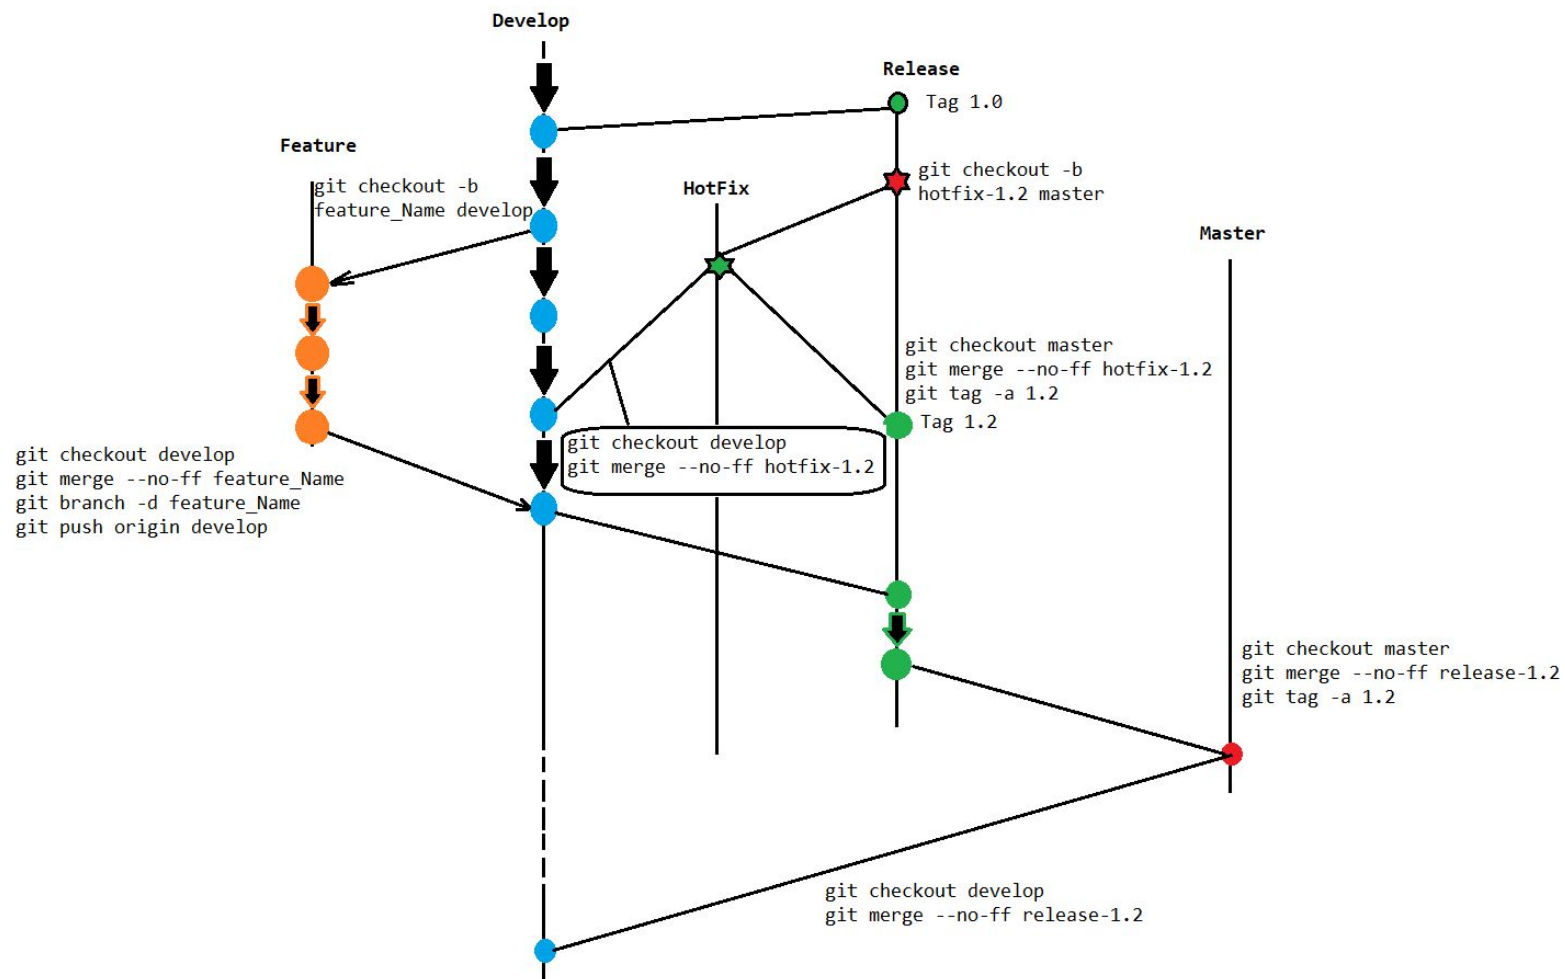 Develop
Release
Tag 1.0
Feature
git checkout -b
feature_Name develop
HotFix
git checkout -b
hotfix-1.2 master
Master
git checkout master
git merge --no-ff hotfix-1.2
git tag -a 1.2
Tag 1.2
git checkout develop
git merge --no-ff hotfix-1.2
git checkout develop
git merge --no-ff feature_Name
git branch -d feature_Name
git push origin develop
git checkout master
git merge --no-ff release-1.2
git tag -a 1.2
git checkout develop
git merge --no-ff release-1.2